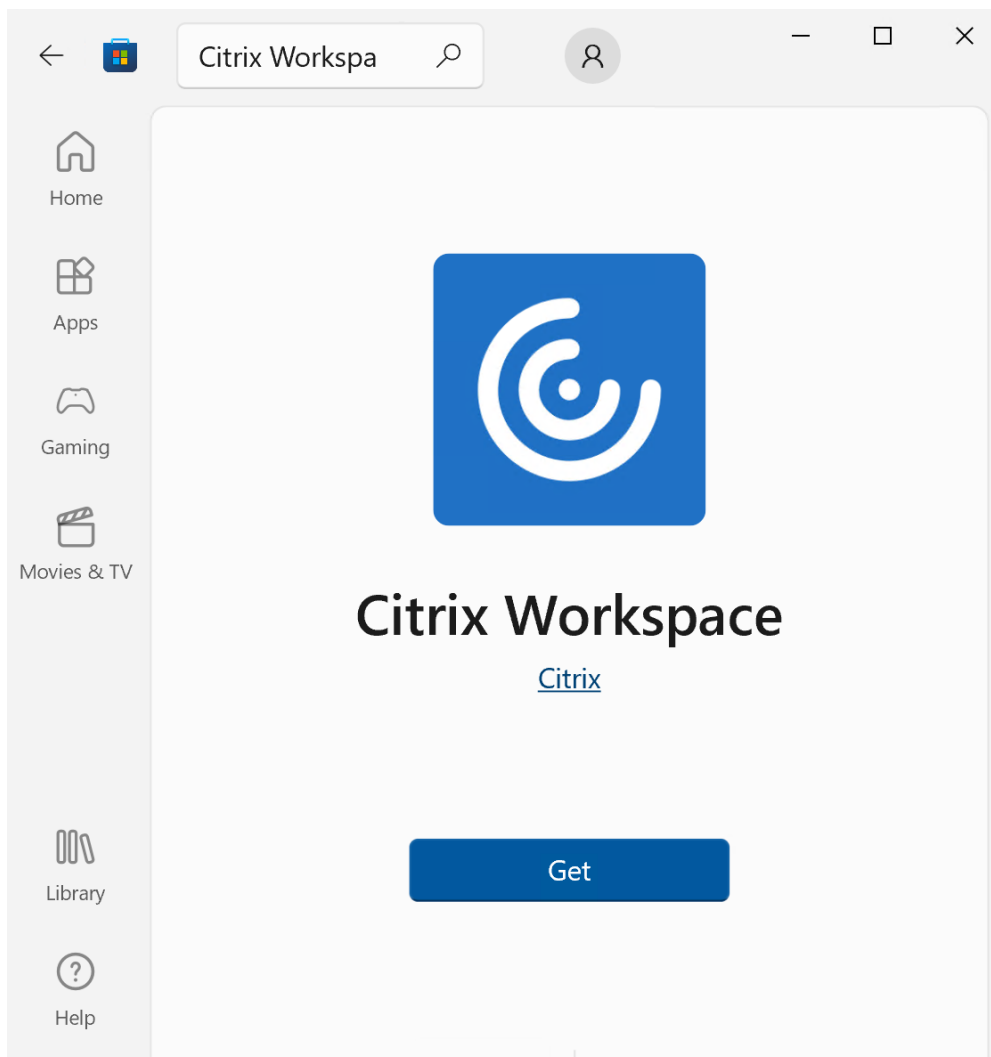 Citrix Workspa
Home
Apps
Gaming
Movies & TV
Citrix Workspace
Citrix
Get
Library
Help